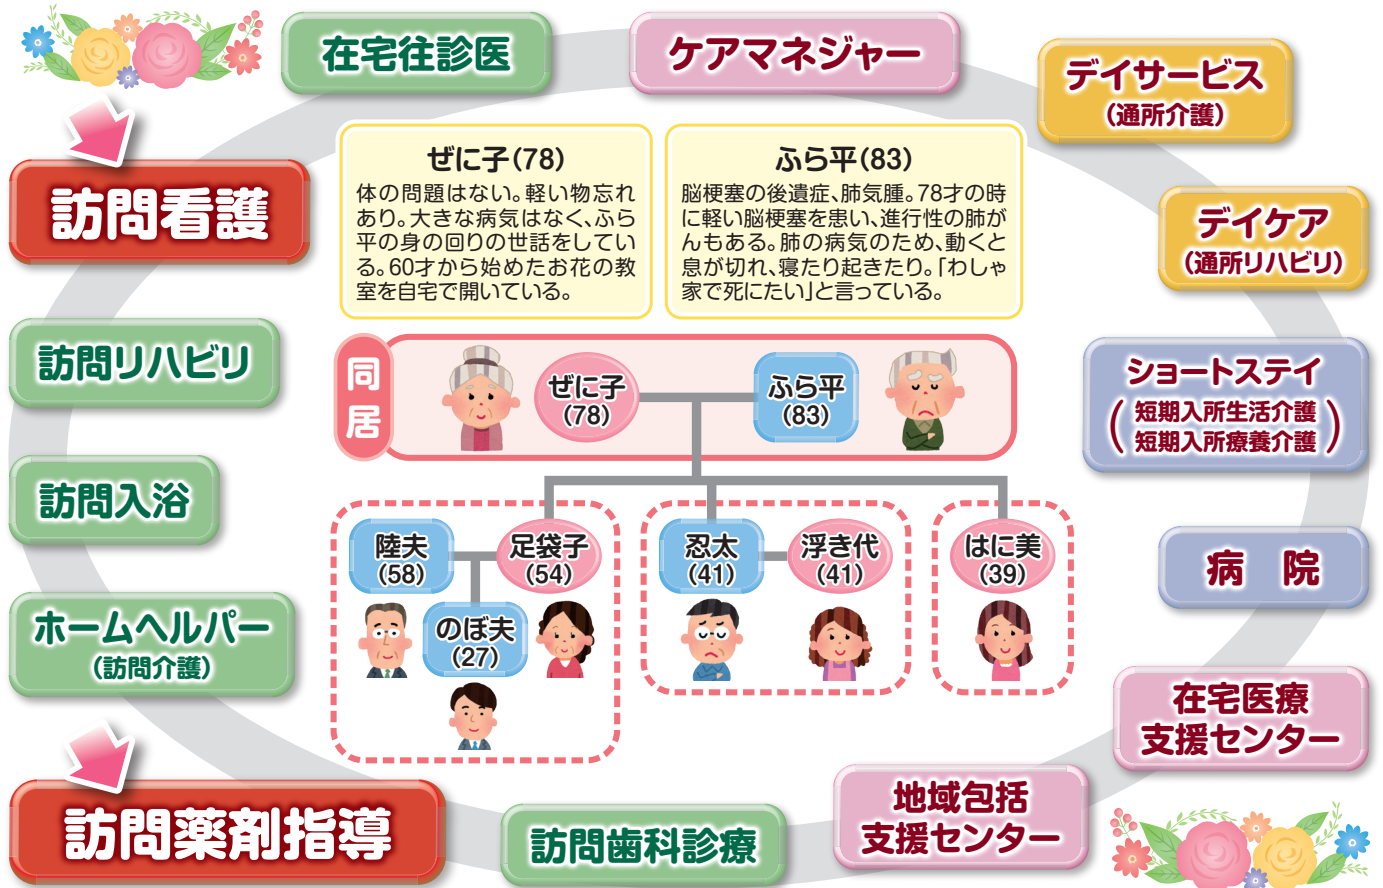 在宅往診医
ケアマネジャー
デイサービス
(通所介護)
訪問看護
ぜに子(78)
体の問題はない。軽い物忘れ
あり。大きな病気はなく、ふら
平の身の回りの世話をしてい
る。60才から始めたお花の教
室を自宅で開いている。
ふら平(83)
脳梗塞の後遺症、肺気腫。78才の時
に軽い脳梗塞を患い、進行性の肺が
んもある。肺の病気のため、動くと
息が切れ、寝たり起きたり。「わしゃ
家で死にたい」と言っている。
デイケア
(通所リハビリ)
訪問リハビリ
同居
ぜに子
(78)
ふら平
(83)
ショートステイ
(短期入所生活介護
短期入所療養介護)
訪問入浴
陸夫
(58)
足袋子
(54)
のぼ夫
(27)
忍太
(41)
浮き代
(41)
はに美
(39)
病 院
ホームヘルパー
(訪問介護)
在宅医療
支援センター
訪問薬剤指導
訪問歯科診療
地域包括
支援センター